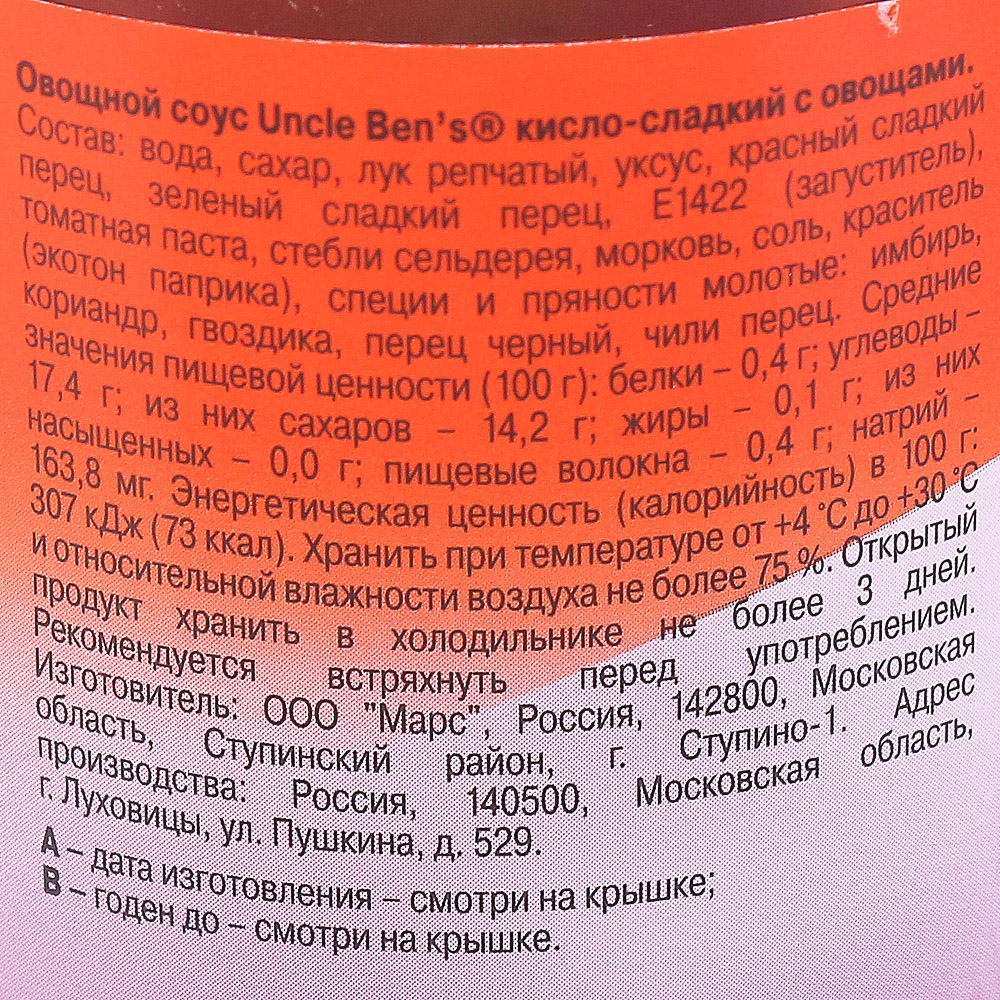 Овощной соус Uncle Ben's® кисло-сладкий с овощами.
Состав: вода, сахар, лук репчатый, уксус, красный сладкий
перец, зеленый сладкий перец, Е1422 (загуститель),
томатная паста, стебли сельдерея, морковь, соль, краситель
(экотон паприка), специи и пряности молотые: имбирь,
кориандр, гвоздика, перец черный, чили перец. Средние
значения пищевой ценности (100 г): белки – 0,4 г; углеводы –
17,4 г; из них сахаров – 14,2 г; жиры – 0,1 г; из них
насыщенных – 0,0 г; пищевые волокна – 0,4 г; натрий –
163,8 мг. Энергетическая ценность (калорийность) в 100 г:
307 кДж (73 ккал). Хранить при температуре от +4 °С до +30 °С
и относительной влажности воздуха не более 75 %. Открытый
продукт хранить в холодильнике не более 3 дней.
Рекомендуется встряхнуть перед употреблением.
Изготовитель: ООО "Марс", Россия, 142800, Московская
область, Ступинский район, г. Ступино-1. Адрес
производства: Россия, 140500, Московская область,
г. Луховицы, ул. Пушкина, д. 529.
А – дата изготовления – смотри на крышке;
В – годен до – смотри на крышке.